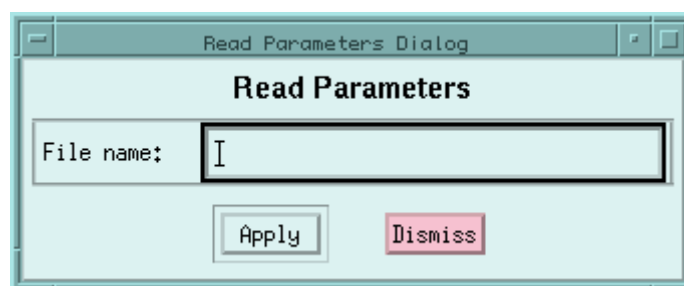 Read Parameters Dialog
Read Parameters
File name:
Apply Dismiss